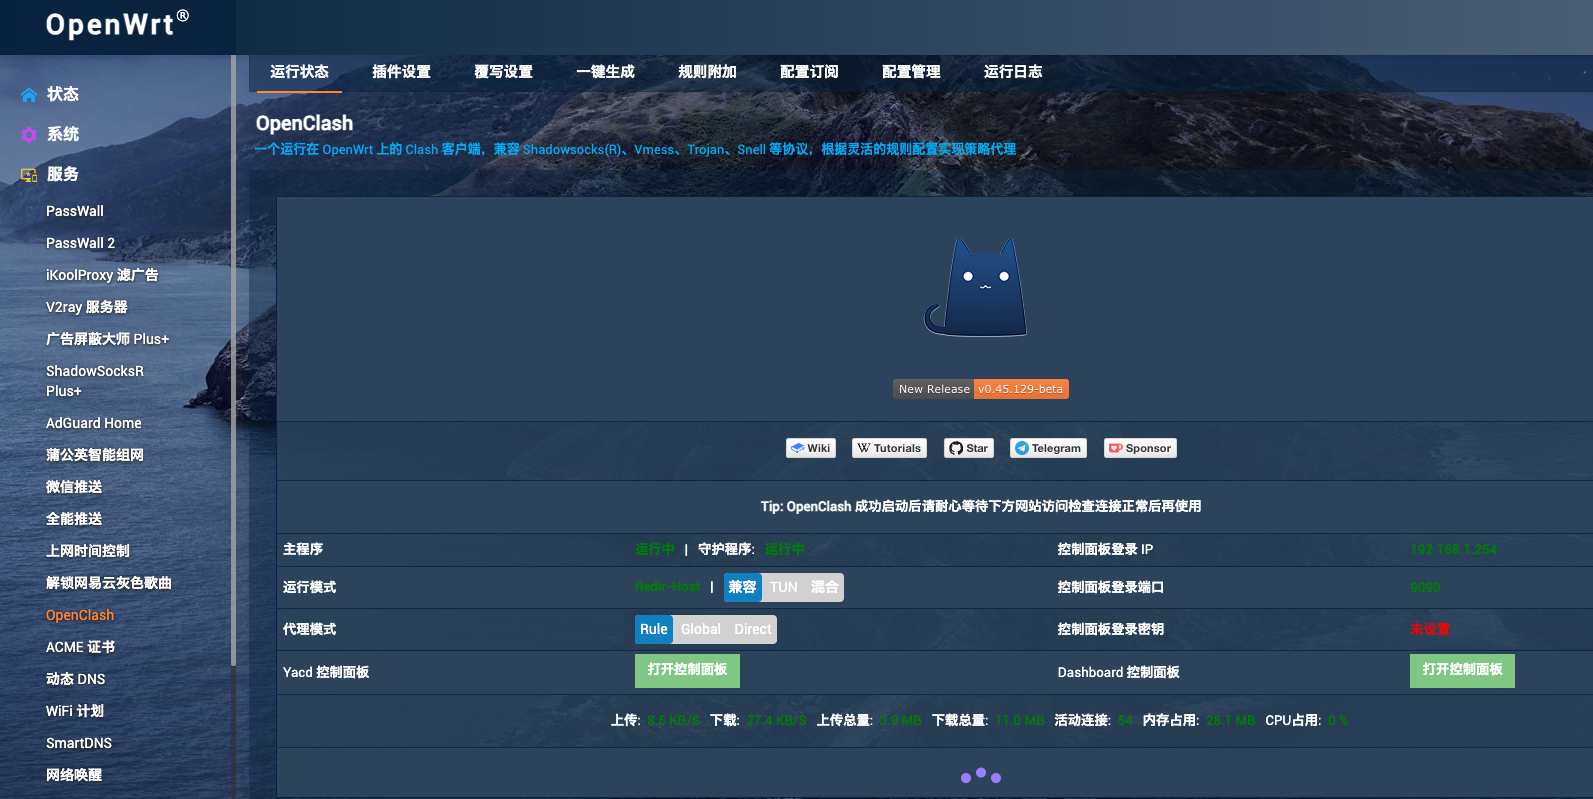 OpenWrt®
运行状态 插件设置 覆写设置 一键生成 规则附加 配置订阅 配置管理 运行日志
状态
系统
服务
PassWall
PassWall 2
iKoolProxy 滤广告
V2ray 服务器
广告屏蔽大师 Plus+
ShadowSocksR
Plus+
AdGuard Home
蒲公英智能组网
微信推送
全能推送
上网时间控制
解锁网易云灰色歌曲
OpenClash
ACME 证书
动态 DNS
WiFi 计划
SmartDNS
网络唤醒
OpenClash
一个运行在 OpenWrt 上的 Clash 客户端，兼容 Shadowsocks(R)、Vmess、Trojan、Snell 等协议，根据灵活的规则配置实现策略代理
New Release v0.45.129-beta
Wiki Tutorials Star Telegram Sponsor
Tip: OpenClash 成功启动后请耐心等待下方网站访问检查连接正常后再使用
主程序 运行中 | 守护程序: 运行中 控制面板登录 IP 192.168.1.254
运行模式 Redir-Host | 兼容 TUN 混合 控制面板登录端口 9090
代理模式 Rule Global Direct 控制面板登录密钥 未设置
Yacd 控制面板 打开控制面板 Dashboard 控制面板 打开控制面板
上传: 8.5 KB/S 下载: 27.4 KB/S 上传总量: 3.9 MB 下载总量: 11.0 MB 活动连接: 54 内存占用: 28.1 MB CPU占用: 0 %